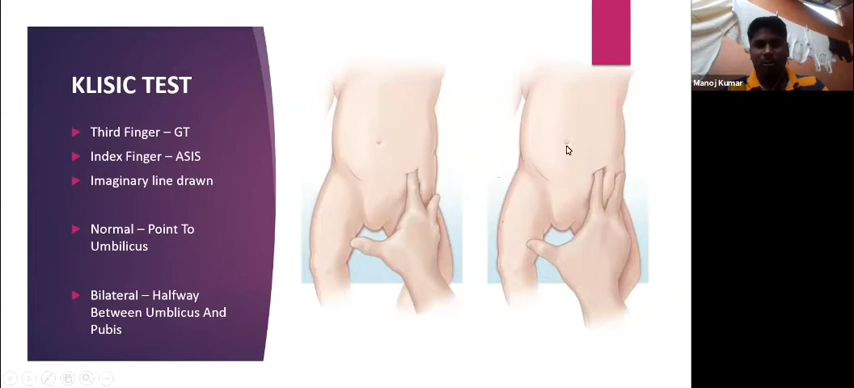 KLISIC TEST
Third Finger – GT
Index Finger – ASIS
Imaginary line drawn
Normal – Point To
Umbilicus
Bilateral – Halfway
Between Umblicus And
Pubis
Manoj Kumar